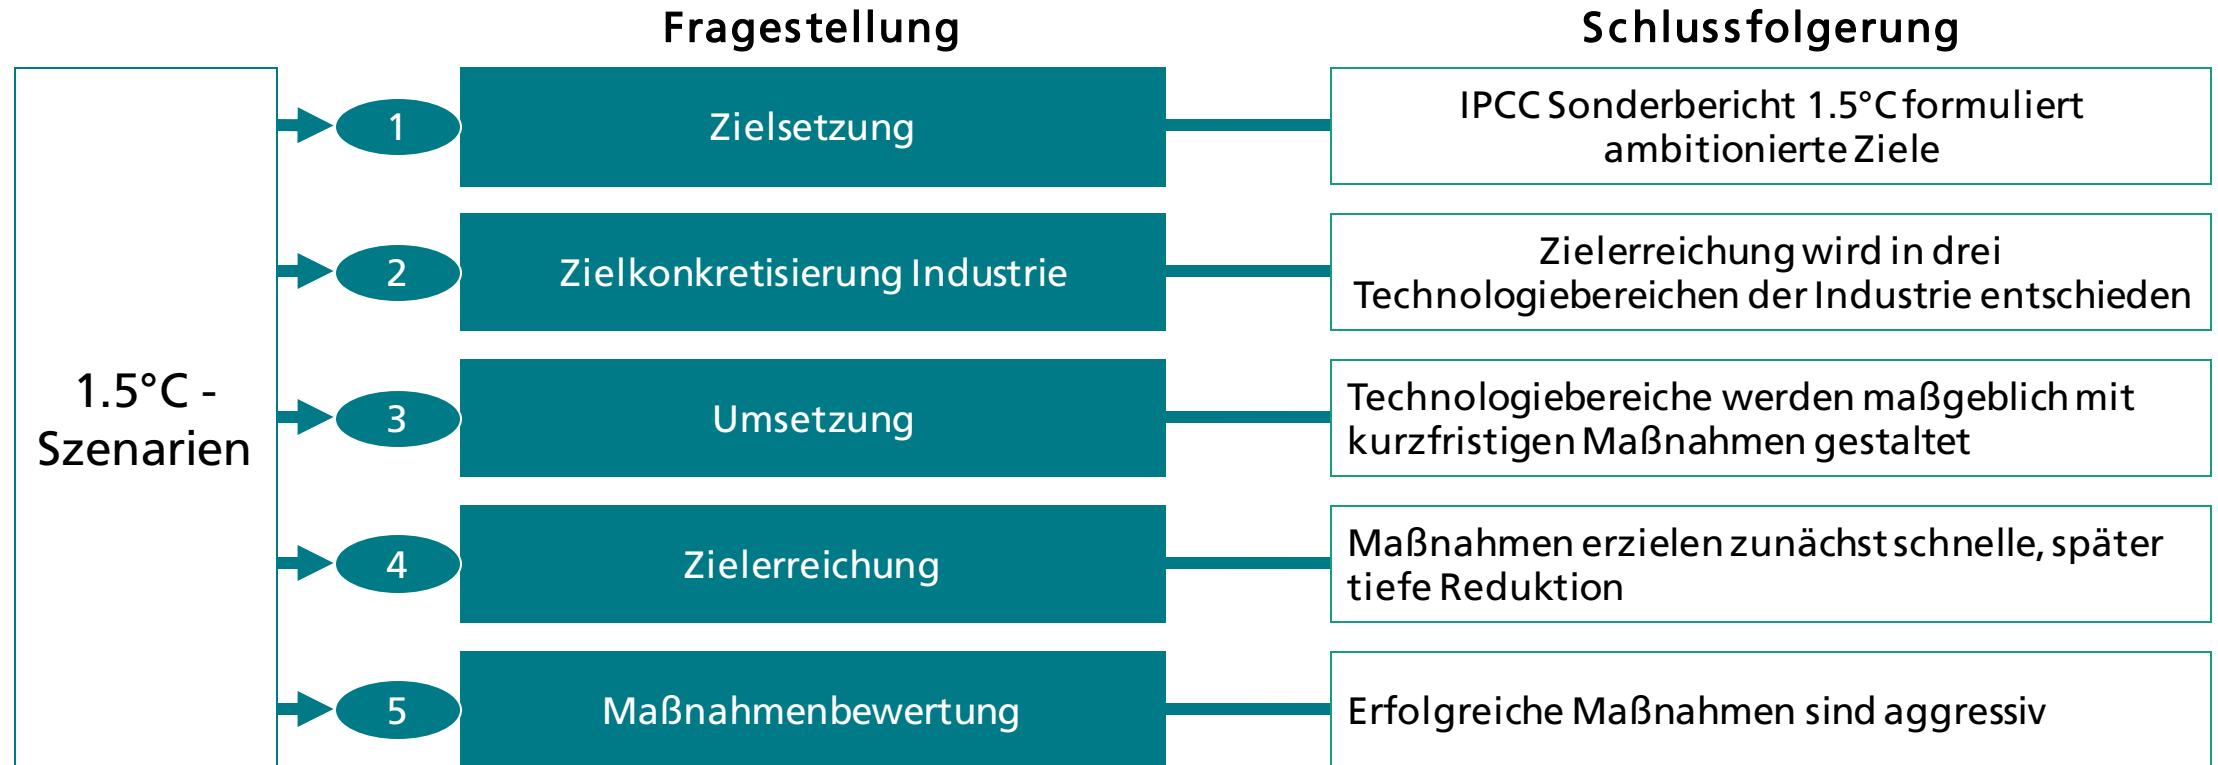 Fragestellung
Schlussfolgerung
1.5°C -
Szenarien
1
Zielsetzung
IPCC Sonderbericht 1.5°C formuliert
ambitionierte Ziele
2
Zielkonkretisierung Industrie
Zielerreichung wird in drei
Technologiebereichen der Industrie entschieden
3
Umsetzung
Technologiebereiche werden maßgeblich mit
kurzfristigen Maßnahmen gestaltet
4
Zielerreichung
Maßnahmen erzielen zunächst schnelle, später
tiefe Reduktion
5
Maßnahmenbewertung
Erfolgreiche Maßnahmen sind aggressiv